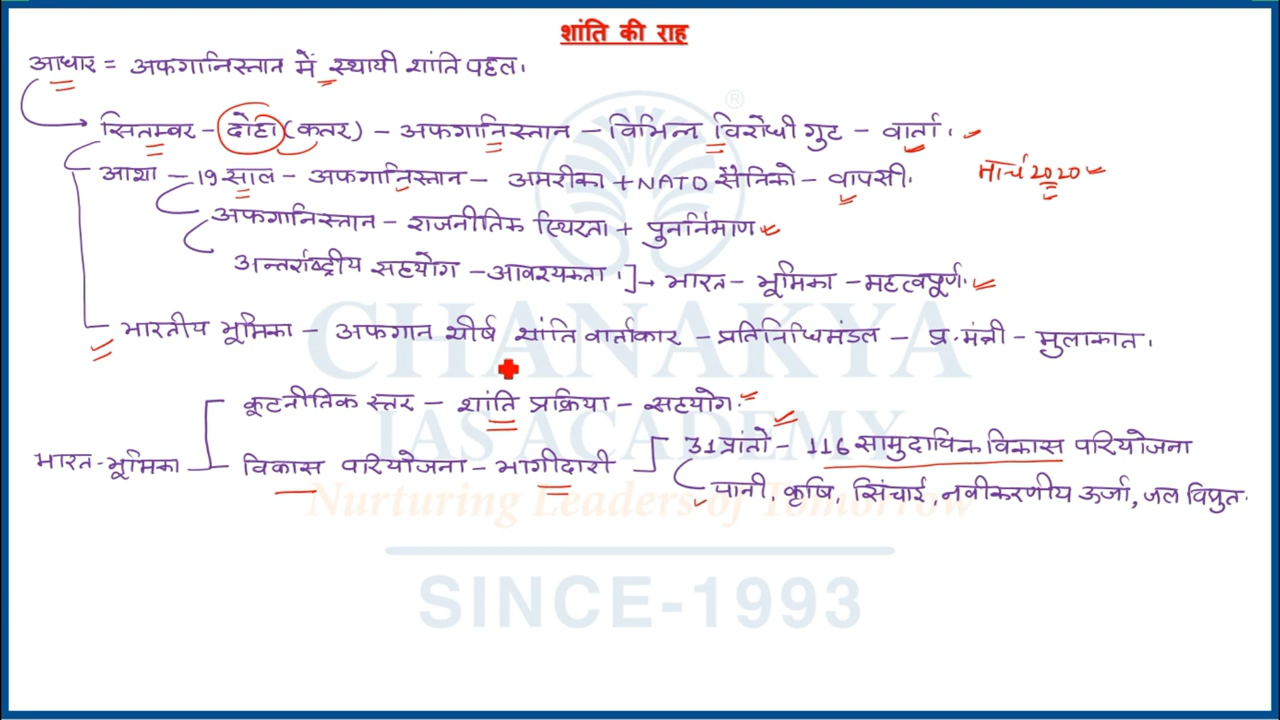 शांति की राह
आधार = अफगानिस्तान में स्थायी शांति पहल।
सितम्बर - दोहा (कतर) - अफगानिस्तान - विभिन्न विरोधी गुट - वार्ता।
आशा - 19 साल - अफगानिस्तान - अमरीका + NATO सैनिको - वापसी।
मार्च 2020
अफगानिस्तान - राजनीतिक स्थिरता + पुनर्निमाण
अन्तर्राष्ट्रीय सहयोग - आवश्यकता।] → भारत - भूमिका - महत्वपूर्ण।
भारतीय भूमिका - अफगान शीर्ष शांति वार्ताकार - प्रतिनिधिमंडल - प्र. मंत्री - मुलाकात।
कूटनीतिक स्तर - शांति प्रक्रिया - सहयोग।
भारत - भूमिका
विकास परियोजना - भागीदारी
31 प्रांतो - 116 सामुदायिक विकास परियोजना
पानी, कृषि, सिंचाई, नवीकरणीय ऊर्जा, जल विधुत।
CHANAKYA
IAS ACADEMY
Nurturing Leaders of Tomorrow
SINCE-1993
®